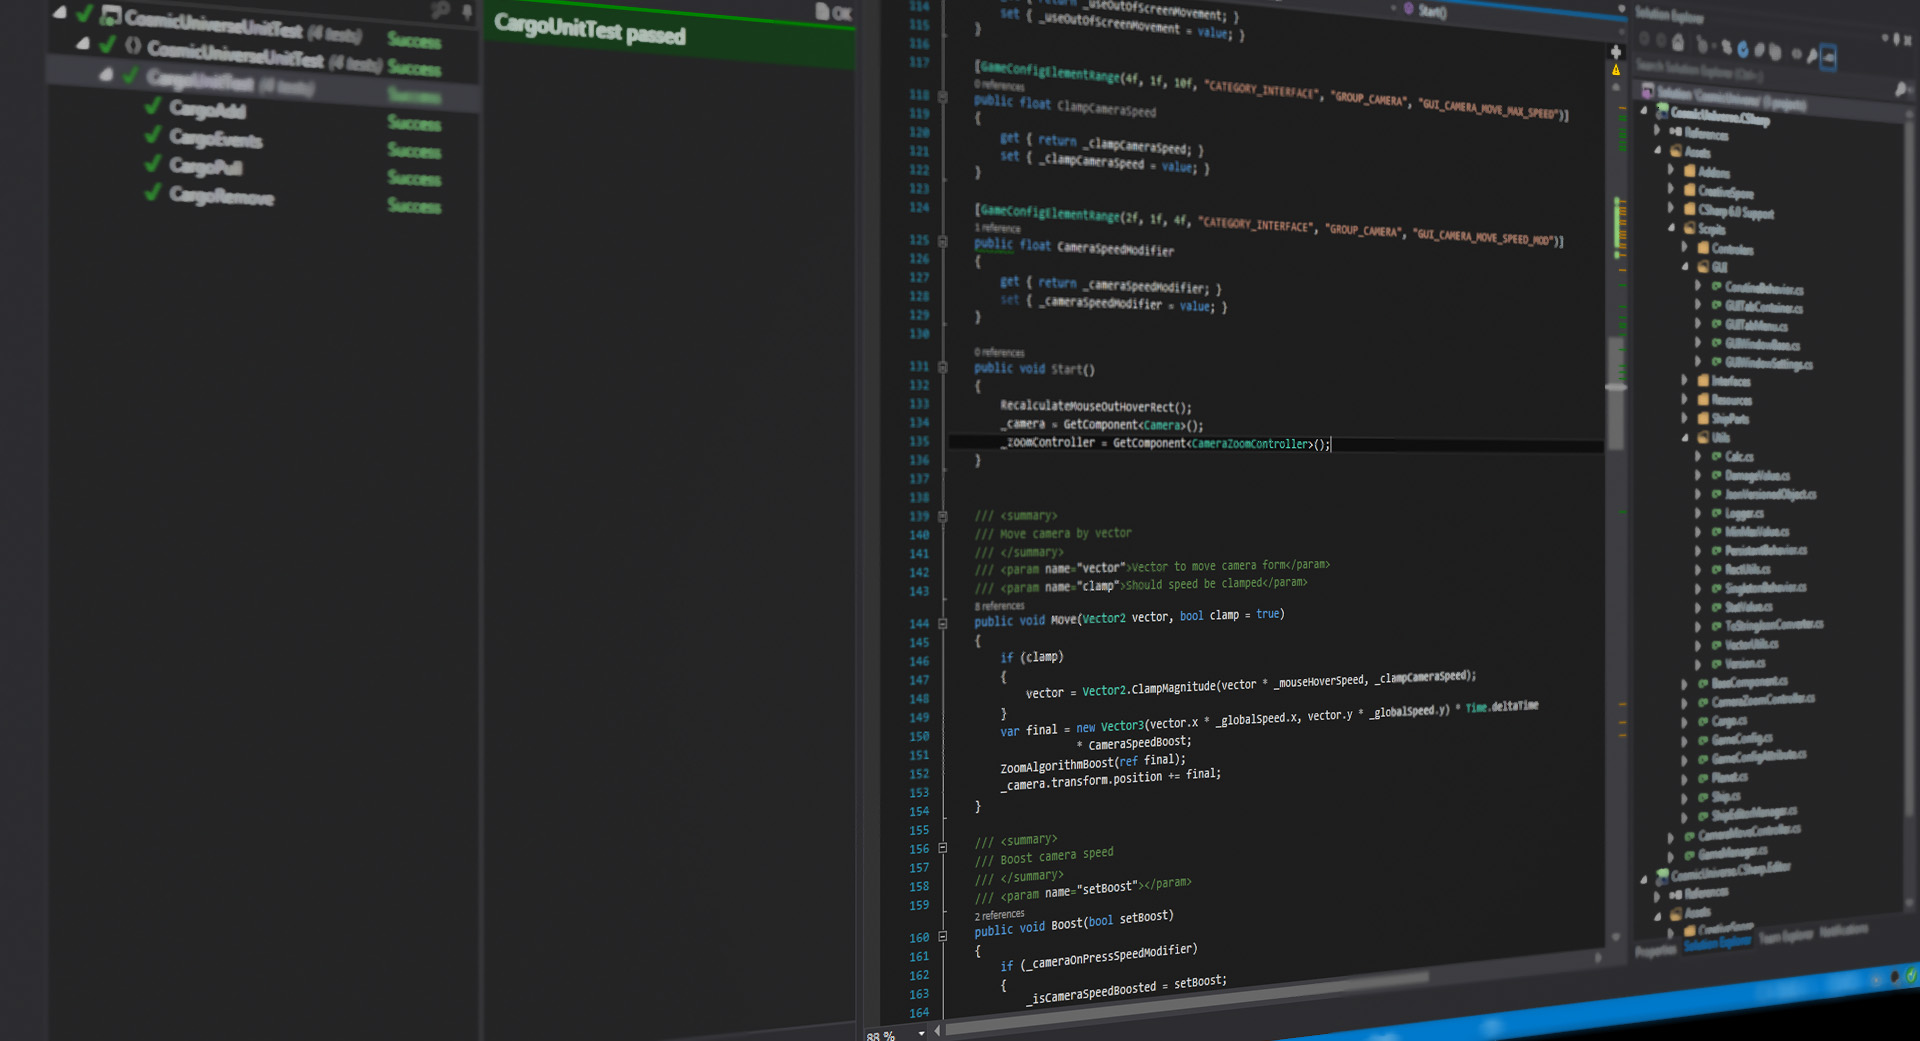 CosmicUniverseUnitTest (4 tests) Success
CosmicUniverseUnitTest (4 tests) Success
CargoUnitTest (4 tests) Success
CargoAdd Success
CargoEvents Success
CargoPull Success
CargoRemove Success
OK
CargoUnitTest passed
Start()
114 return _useOutOfScreenMovement; }
115 set { _useOutOfScreenMovement = value; }
116 }
117
[GameConfigElementRange(4f, 1f, 10f, "CATEGORY_INTERFACE", "GROUP_CAMERA", "GUI_CAMERA_MOVE_MAX_SPEED")]
0 references
118 public float ClampCameraSpeed
119 {
120 get { return _clampCameraSpeed; }
121 set { _clampCameraSpeed = value; }
122 }
123
124 [GameConfigElementRange(2f, 1f, 4f, "CATEGORY_INTERFACE", "GROUP_CAMERA", "GUI_CAMERA_MOVE_SPEED_MOD")]
1 reference
125 public float CameraSpeedModifier
126 {
127 get { return _cameraSpeedModifier; }
128 set { _cameraSpeedModifier = value; }
129 }
130
0 references
131 public void Start()
132 {
133 RecalculateMouseOutHoverRect();
134 _camera = GetComponent<Camera>();
135 _zoomController = GetComponent<CameraZoomController>();
136 }
137
138
139 /// <summary>
140 /// Move camera by vector
141 /// </summary>
142 /// <param name="vector">Vector to move camera form</param>
143 /// <param name="clamp">Should speed be clamped</param>
8 references
144 public void Move(Vector2 vector, bool clamp = true)
145 {
146 if (clamp)
147 {
148 vector = Vector2.ClampMagnitude(vector * _mouseHoverSpeed, _clampCameraSpeed);
149 }
150 var final = new Vector3(vector.x * _globalSpeed.x, vector.y * _globalSpeed.y) * Time.deltaTime
151 * CameraSpeedBoost;
152 ZoomAlgorithmBoost(ref final);
153 _camera.transform.position += final;
154 }
155
156 /// <summary>
157 /// Boost camera speed
158 /// </summary>
159 /// <param name="setBoost"></param>
2 references
160 public void Boost(bool setBoost)
161 {
162 if (_cameraOnPressSpeedModifier)
163 {
164 _isCameraSpeedBoosted = setBoost;
88 %
Solution Explorer
Search Solution Explorer
Solution 'CosmicUniverse'
CosmicUniverse.CSharp
References
Assets
Addons
CreativeSpore
CSharp 6.0 Support
Scripts
Controllers
GUI
GUITabContainer.cs
GUITabMenu.cs
GUIWindowBase.cs
GUIWindowSettings.cs
Interfaces
Resources
ShipParts
Utils
Calc.cs
DamageValue.cs
JsonVersionedObject.cs
Logger.cs
MinMaxValue.cs
PersistentBehavior.cs
RectUtils.cs
SingletonBehavior.cs
StatValue.cs
ToStringJsonConverter.cs
VectorUtils.cs
Version.cs
BaseComponent.cs
CameraZoomController.cs
Cargo.cs
GameConfig.cs
GameConfigAttribute.cs
Planet.cs
Ship.cs
ShipEditorManager.cs
CameraMoveController.cs
GameManager.cs
CosmicUniverse.CSharp.Editor
References
Assets
CreativeSpore
Properties Solution Explorer Team Explorer Notifications